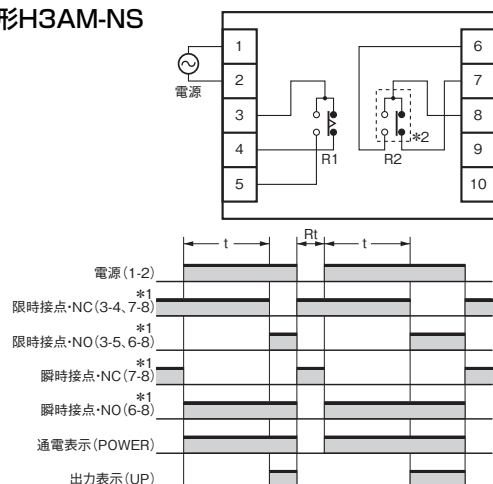 形H3AM-NS
電源
1
2
3
4
5
R1
R2
*2
6
7
8
9
10
t
Rt
t
電源(1-2)
*1
限時接点・NC(3-4、7-8)
*1
限時接点・NO(3-5、6-8)
*1
瞬時接点・NC(7-8)
*1
瞬時接点・NO(6-8)
通電表示(POWER)
出力表示(UP)